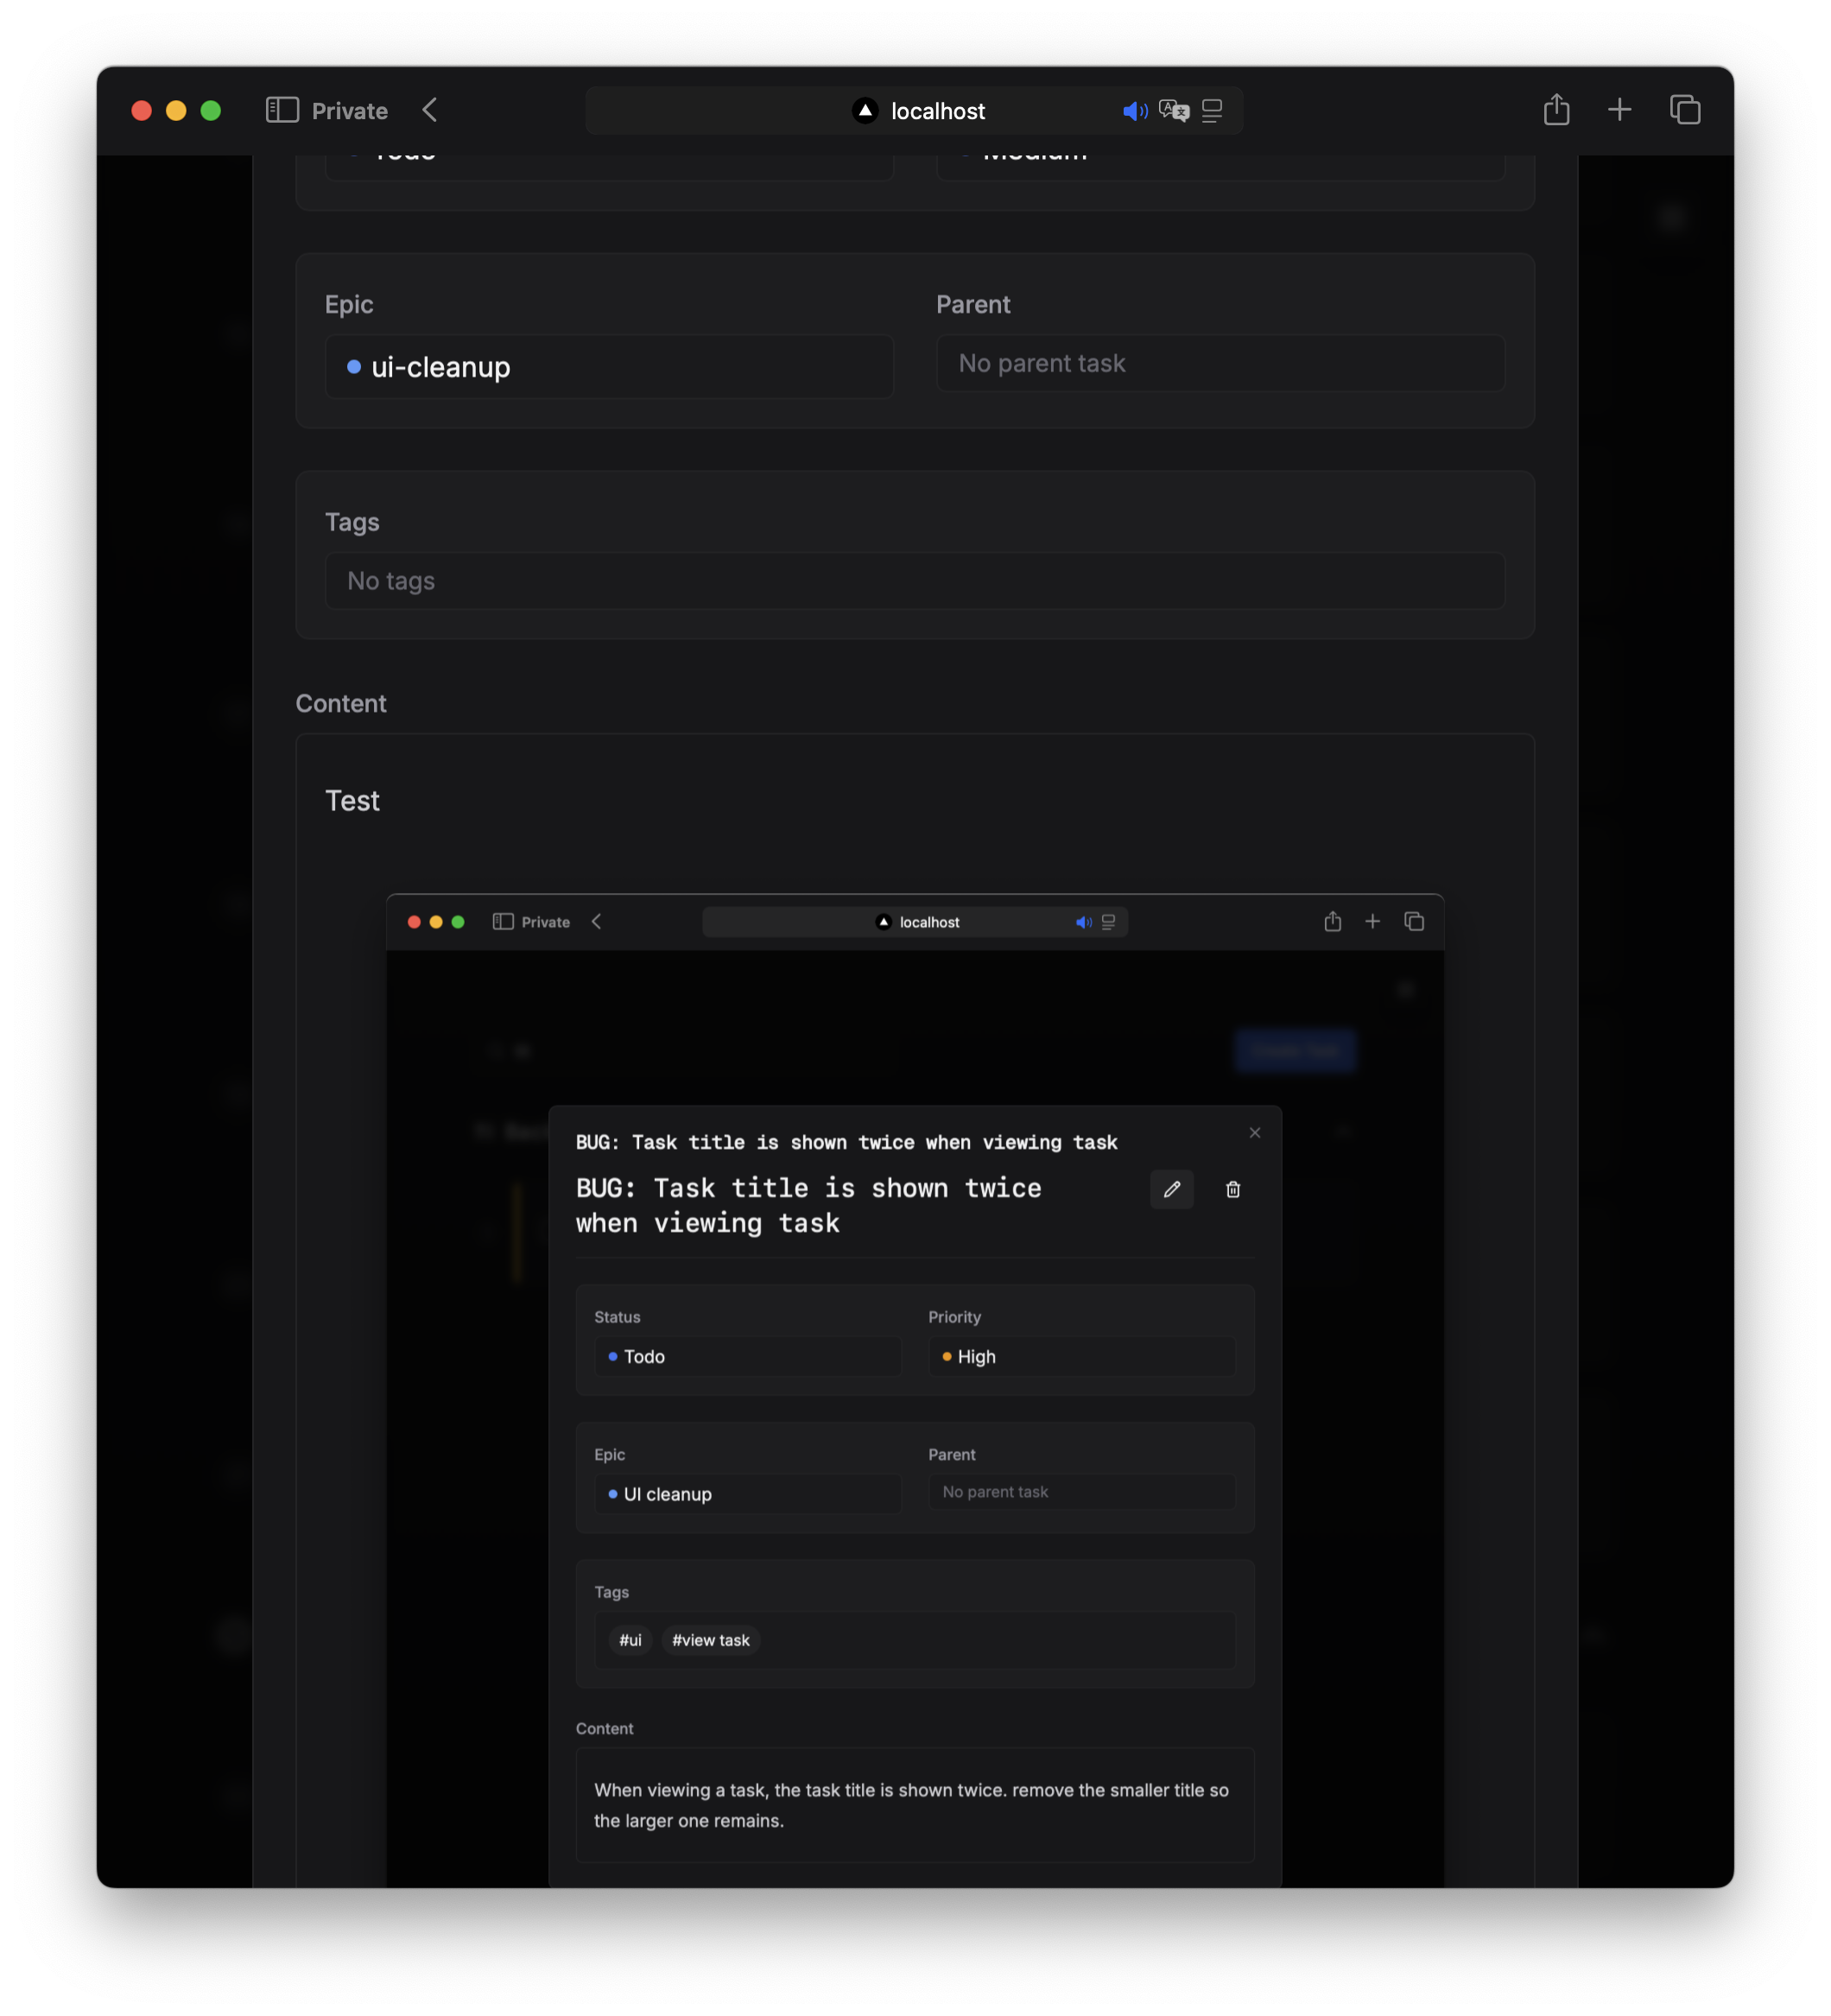 Private
localhost
Todo
Medium
Epic
Parent
ui-cleanup
No parent task
Tags
No tags
Content
Test
Private
localhost
BUG: Task title is shown twice when viewing task
BUG: Task title is shown twice
when viewing task
Status
Priority
Todo
High
Epic
Parent
UI cleanup
No parent task
Tags
#ui
#view task
Content
When viewing a task, the task title is shown twice. remove the smaller title so
the larger one remains.